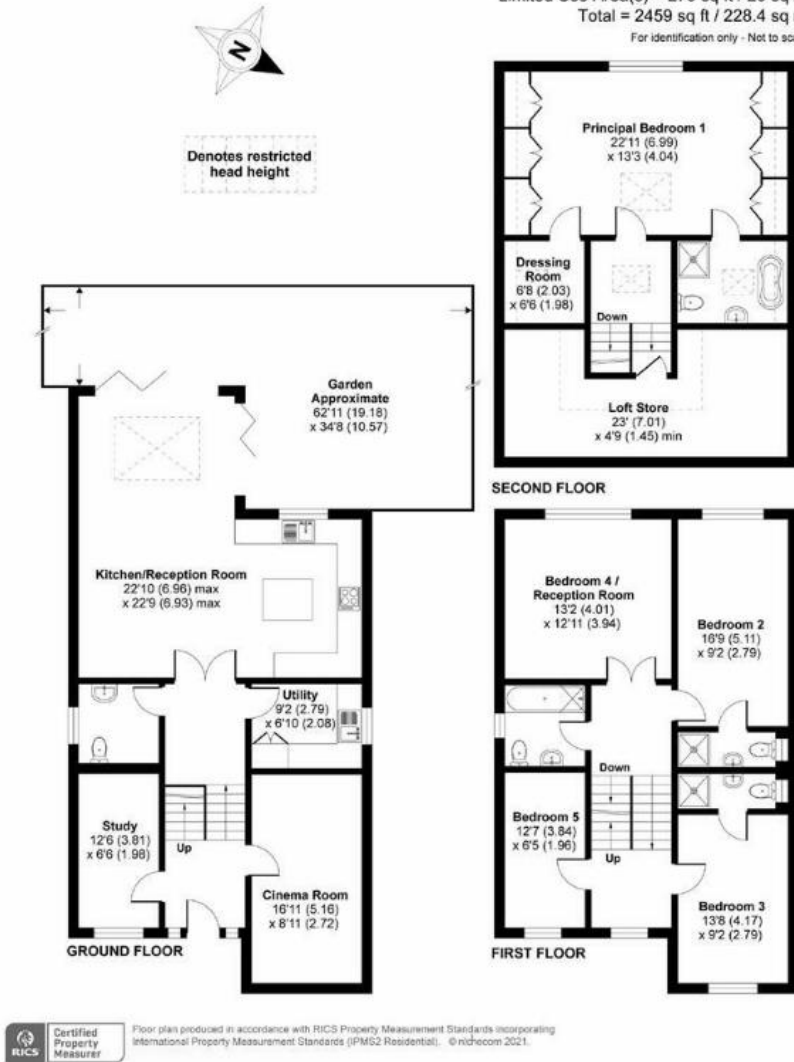 Total = 2459 sq ft / 228.4 sq
For identification only - Not to
N
Denotes restricted
head height
Principal Bedroom 1
22'11 (6.99)
x 13'3 (4.04)
Dressing
Room
6'8 (2.03)
x 6'6 (1.98)
Down
Loft Store
23' (7.01)
x 4'9 (1.45) min
SECOND FLOOR
Garden
Approximate
62'11 (19.18)
x 34'8 (10.57)
Kitchen/Reception Room
22'10 (6.96) max
x 22'9 (6.93) max
Utility
9'2 (2.79)
x 6'10 (2.08)
Study
12'6 (3.81)
x 6'6 (1.98)
Up
Cinema Room
16'11 (5.16)
x 8'11 (2.72)
GROUND FLOOR
Bedroom 4 /
Reception Room
13'2 (4.01)
x 12'11 (3.94)
Bedroom 2
16'9 (5.11)
x 9'2 (2.79)
Down
Bedroom 5
12'7 (3.84)
x 6'5 (1.96)
Up
Bedroom 3
13'8 (4.17)
x 9'2 (2.79)
FIRST FLOOR
RICS
Certified
Property
Measurer
Floor plan produced in accordance with RICS Property Measurement Standards incorporating
International Property Measurement Standards (IPMS2 Residential). ©nichecom 2021.